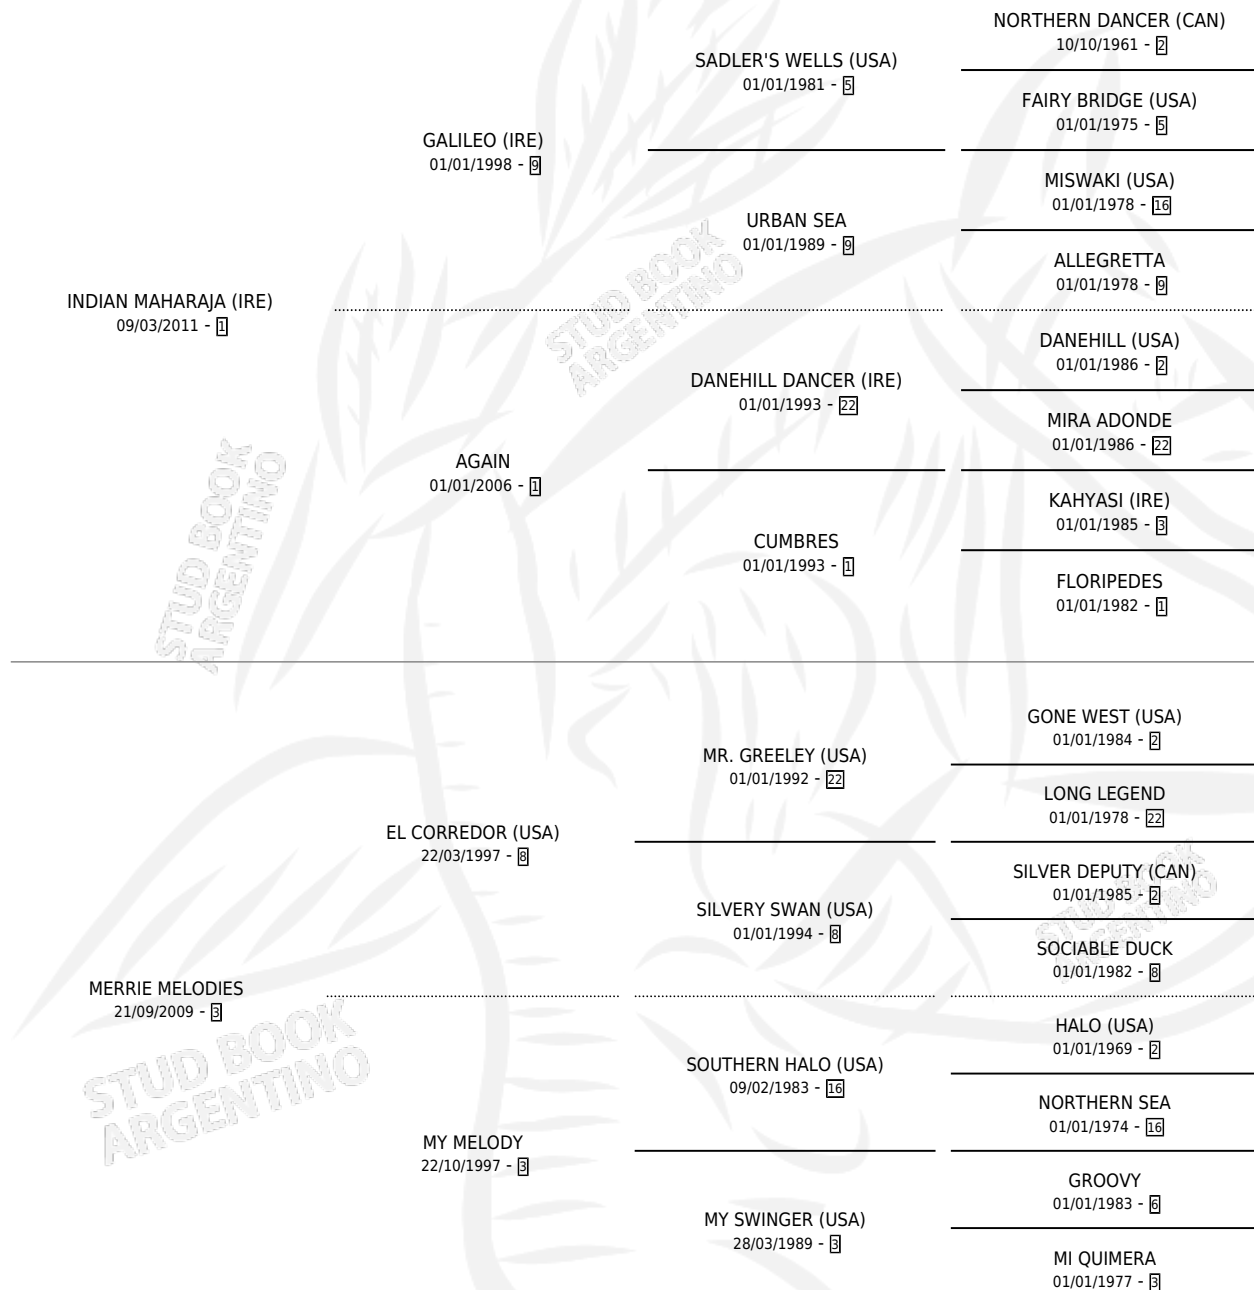 NORTHERN DANCER (CAN)
10/10/1961 - 2
SADLER'S WELLS (USA)
01/01/1981 - 5
FAIRY BRIDGE (USA)
01/01/1975 - 5
GALILEO (IRE)
01/01/1998 - 9
MISWAKI (USA)
01/01/1978 - 16
URBAN SEA
01/01/1989 - 9
ALLEGRETTA
01/01/1978 - 9
INDIAN MAHARAJA (IRE)
09/03/2011 - 1
STUD BOOK
ARGENTINO
DANEHILL (USA)
01/01/1986 - 2
DANEHILL DANCER (IRE)
01/01/1993 - 22
MIRA ADONDE
01/01/1986 - 22
AGAIN
01/01/2006 - 1
KAHYASI (IRE)
01/01/1985 - 3
CUMBRES
01/01/1993 - 1
FLORIPEDES
01/01/1982 - 1
STUD BOOK
ARGENTINO
GONE WEST (USA)
01/01/1984 - 2
MR. GREELEY (USA)
01/01/1992 - 22
LONG LEGEND
01/01/1978 - 22
EL CORREDOR (USA)
22/03/1997 - 8
SILVER DEPUTY (CAN)
01/01/1985 - 2
SILVERY SWAN (USA)
01/01/1994 - 8
STUD BOOK
ARGENTINO
SOCIABLE DUCK
01/01/1982 - 8
MERRIE MELODIES
21/09/2009 - 3
HALO (USA)
01/01/1969 - 2
SOUTHERN HALO (USA)
09/02/1983 - 16
NORTHERN SEA
01/01/1974 - 16
STUD BOOK
ARGENTINO
MY MELODY
22/10/1997 - 3
GROOVY
01/01/1983 - 6
MY SWINGER (USA)
28/03/1989 - 3
MI QUIMERA
01/01/1977 - 3